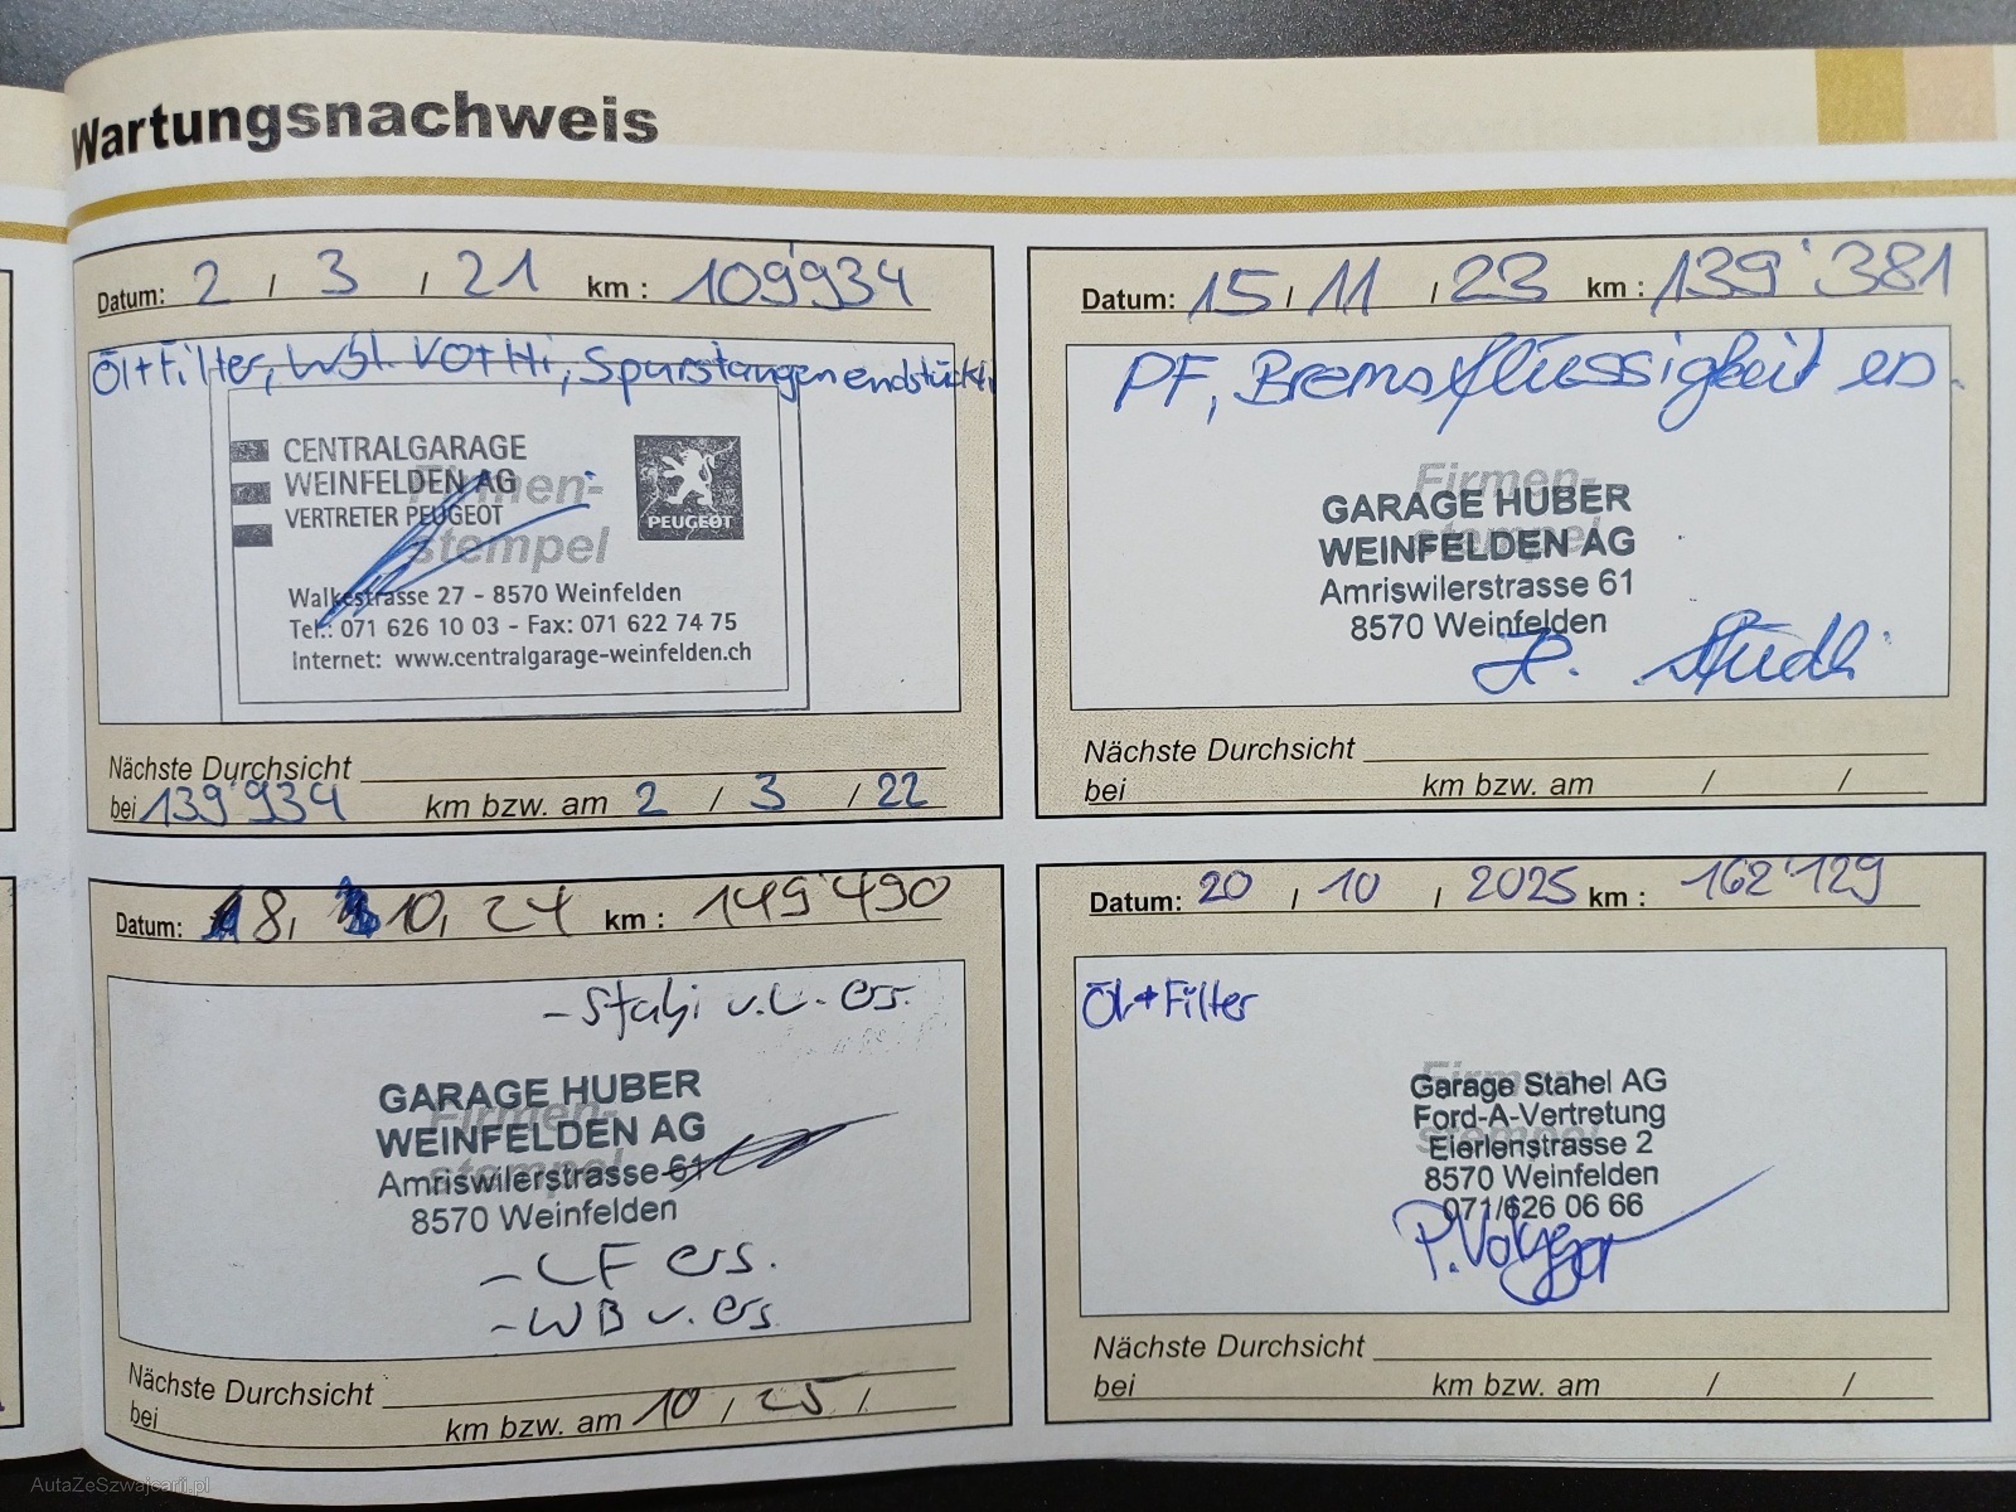 Wartungsnachweis
Datum: 2 / 3 / 21 km : 109'934
Öl+Filter, Wbl. VO+Hi, Spurstangenendstück
CENTRALGARAGE
WEINFELDEN AG
VERTRETER PEUGEOT
PEUGEOT
Firmen-
stempel
Walkestrasse 27 - 8570 Weinfelden
Tel.: 071 626 10 03 - Fax: 071 622 74 75
Internet: www.centralgarage-weinfelden.ch
Nächste Durchsicht
bei 139'934 km bzw. am 2 / 3 / 22
Datum: 15 / 11 / 23 km : 139'381
PF, Bremsflüssigkeit
Firmen-
stempel
GARAGE HUBER
WEINFELDEN AG
Amriswilerstrasse 61
8570 Weinfelden
Nächste Durchsicht
bei km bzw. am / /
Datum: 8, 10, 24 km : 149'490
- Stabi v.L. ers.
Firmen-
stempel
GARAGE HUBER
WEINFELDEN AG
Amriswilerstrasse 61
8570 Weinfelden
- LF ers.
- WB v. ers.
Nächste Durchsicht
bei km bzw. am 10 / 25 /
Datum: 20 / 10 / 2025 km : 162'129
Öl+Filter
Firmen-
stempel
Garage Stahel AG
Ford-A-Vertretung
Eierlenstrasse 2
8570 Weinfelden
071/626 06 66
Nächste Durchsicht
bei km bzw. am / /
AutaZeSzwajcarii.pl